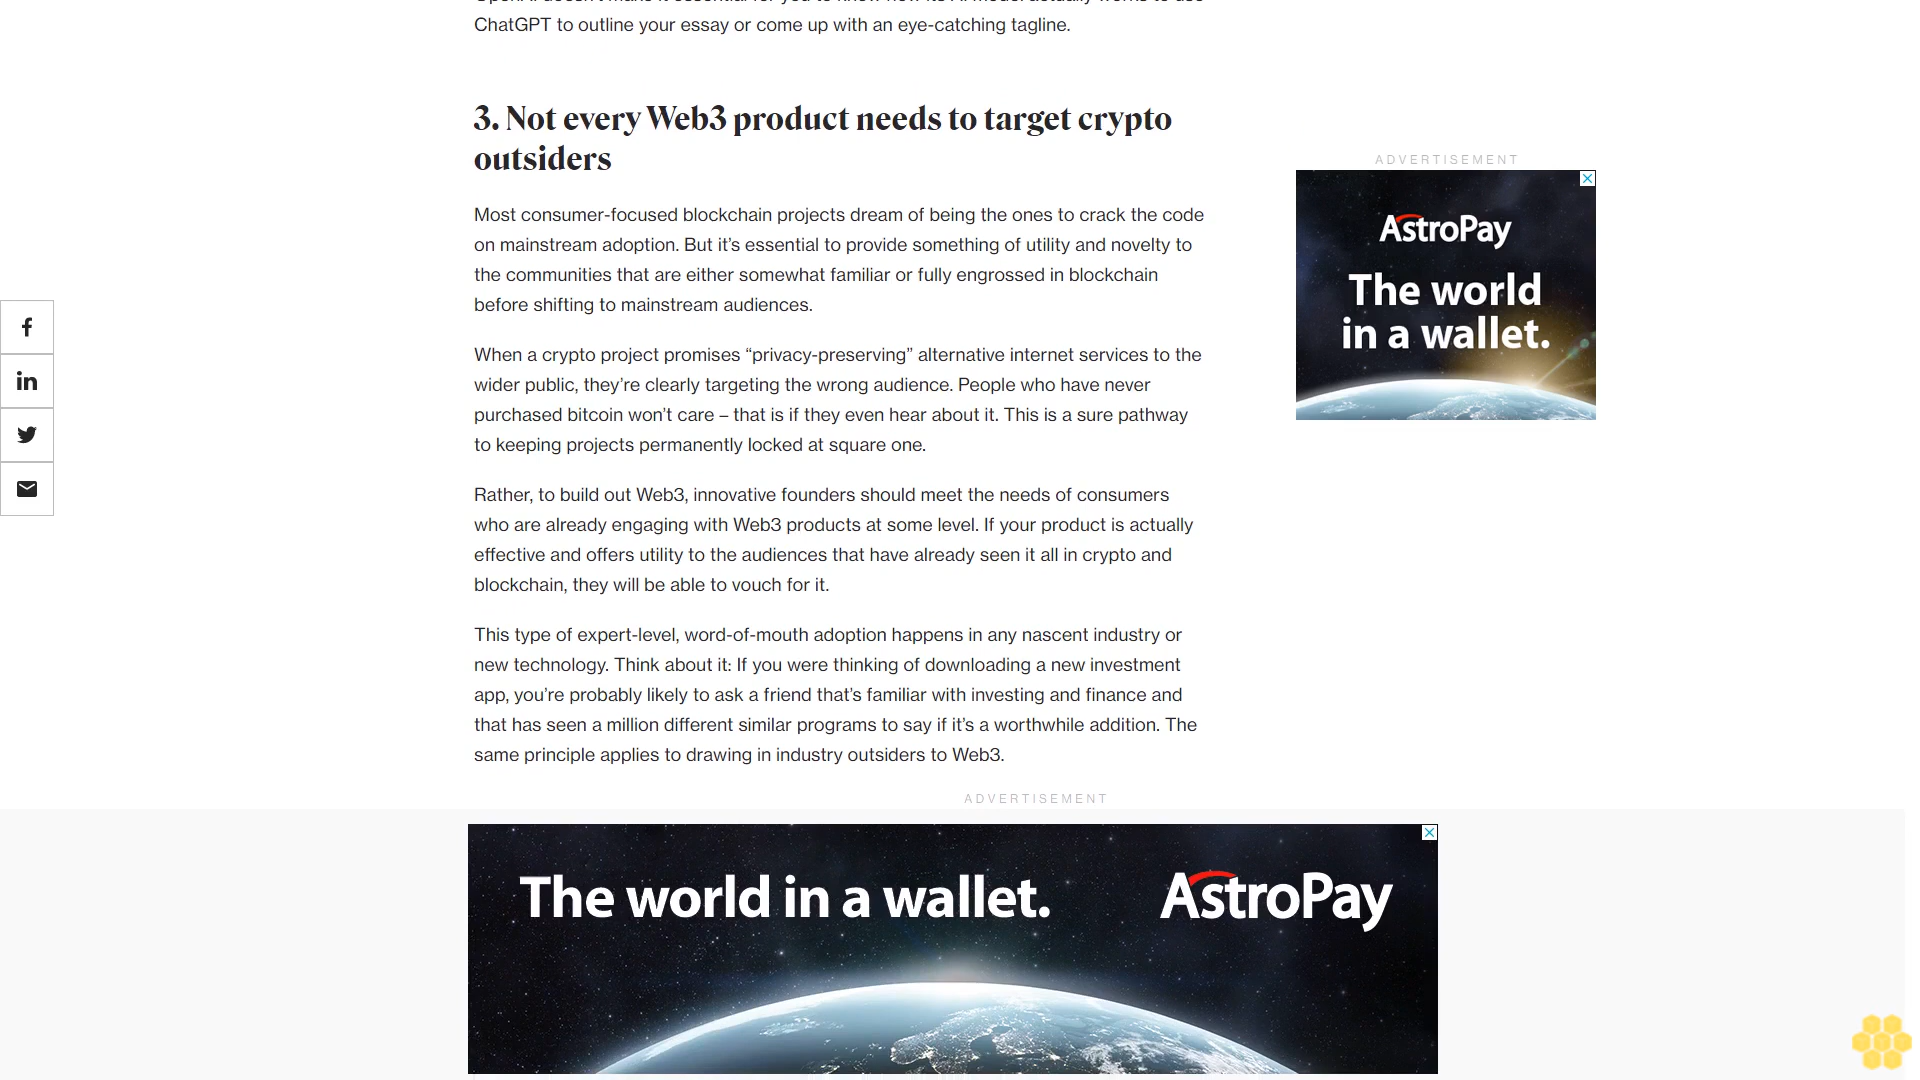 ChatGPT to outline your essay or come up with an eye-catching tagline.
3. Not every Web3 product needs to target crypto
outsiders
Most consumer-focused blockchain projects dream of being the ones to crack the code
on mainstream adoption. But it’s essential to provide something of utility and novelty to
the communities that are either somewhat familiar or fully engrossed in blockchain
before shifting to mainstream audiences.
When a crypto project promises “privacy-preserving” alternative internet services to the
wider public, they’re clearly targeting the wrong audience. People who have never
purchased bitcoin won’t care – that is if they even hear about it. This is a sure pathway
to keeping projects permanently locked at square one.
Rather, to build out Web3, innovative founders should meet the needs of consumers
who are already engaging with Web3 products at some level. If your product is actually
effective and offers utility to the audiences that have already seen it all in crypto and
blockchain, they will be able to vouch for it.
This type of expert-level, word-of-mouth adoption happens in any nascent industry or
new technology. Think about it: If you were thinking of downloading a new investment
app, you’re probably likely to ask a friend that’s familiar with investing and finance and
that has seen a million different similar programs to say if it’s a worthwhile addition. The
same principle applies to drawing in industry outsiders to Web3.
ADVERTISEMENT
AstroPay
The world
in a wallet.
ADVERTISEMENT
The world in a wallet.
AstroPay